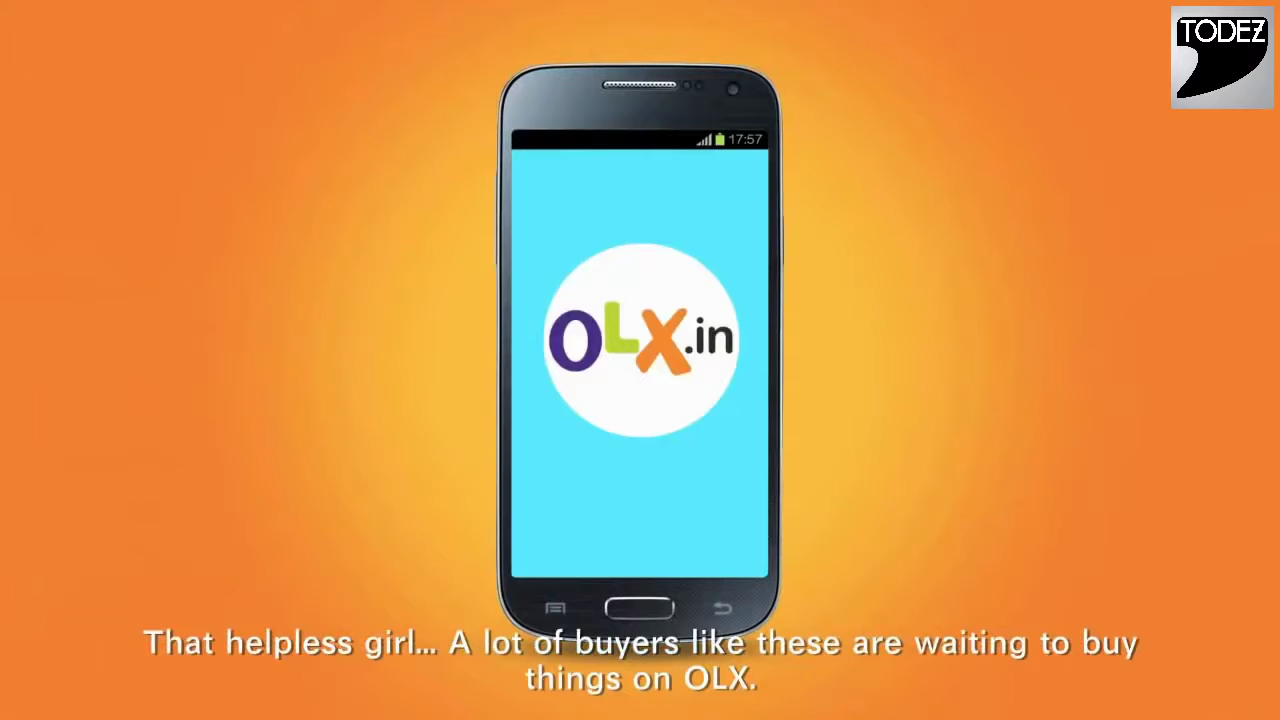 TODEZ
17:57
OLX.in
That helpless girl... A lot of buyers like these are waiting to buy
things on OLX.